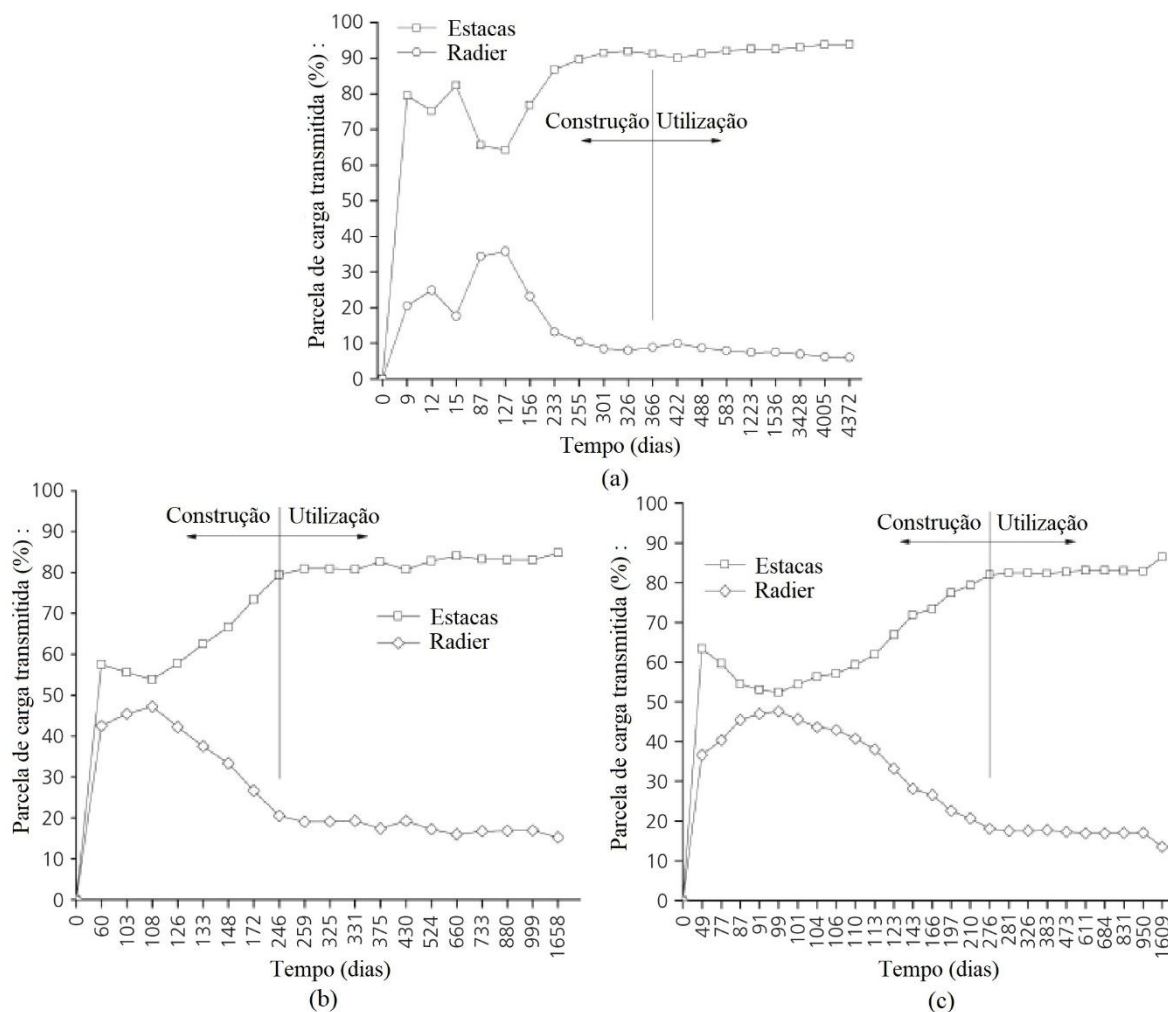 Parcela de carga transmitida (%) :
100
90
80
70
60
50
40
30
20
10
0
Estacas
Radier
Construção Utilização
0 9 12 15 87 127 156 233 255 301 326 366 422 488 583 1223 1536 3428 4005 4372
Tempo (dias)
(a)
Parcela de carga transmitida (%) :
100
90
80
70
60
50
40
30
20
10
0
Construção Utilização
Estacas
Radier
0 60 103 108 126 133 148 172 246 259 325 331 375 430 524 660 733 880 999 1658
Tempo (dias)
(b)
Parcela de carga transmitida (%) :
100
90
80
70
60
50
40
30
20
10
0
Construção Utilização
Estacas
Radier
0 49 77 87 91 99 101 104 106 110 113 123 143 166 197 210 276 281 326 383 473 611 684 831 950 1609
Tempo (dias)
(c)